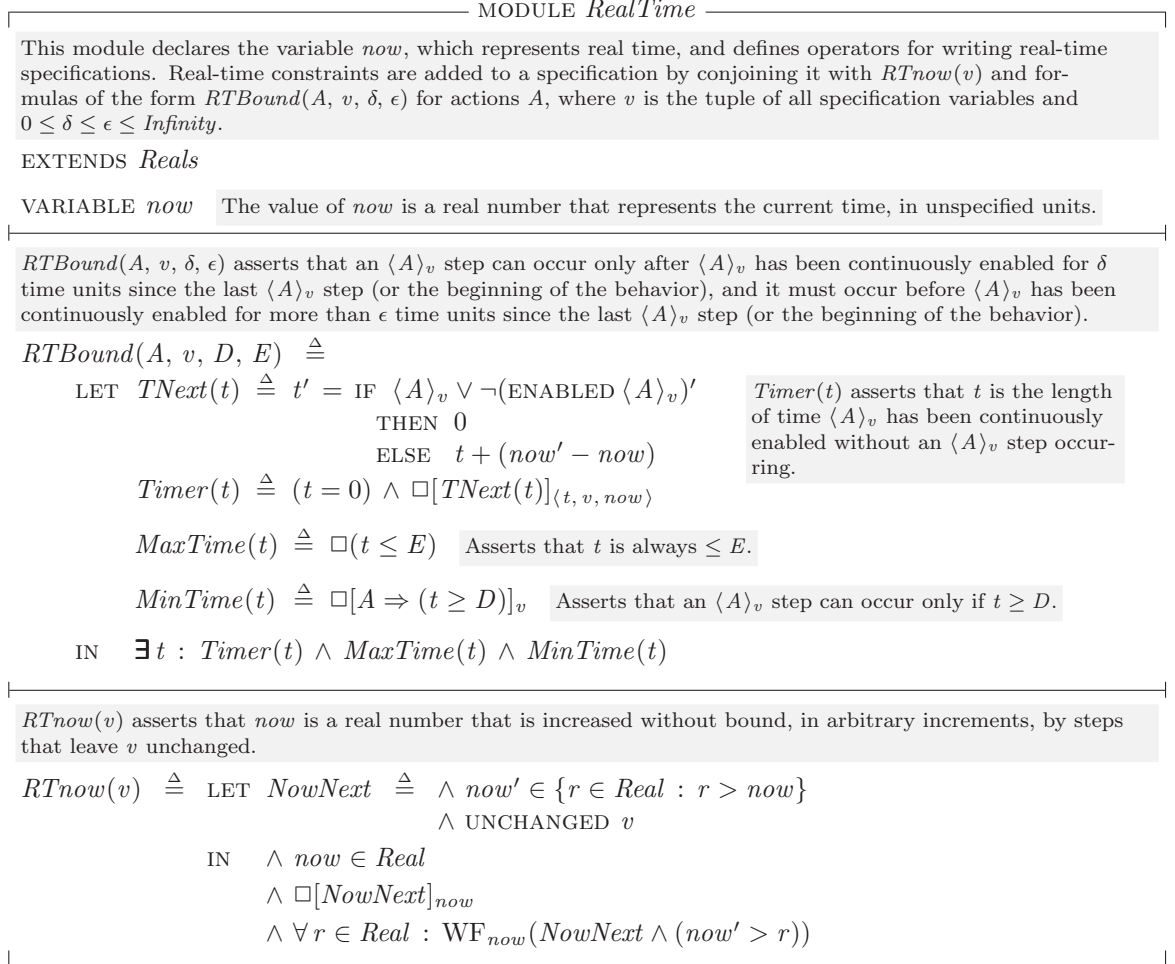 MODULE RealTime
This module declares the variable now, which represents real time, and defines operators for writing real-time
specifications. Real-time constraints are added to a specification by conjoining it with RTnow(v) and for-
mulas of the form RTBound(A, v, δ, ϵ) for actions A, where v is the tuple of all specification variables and
0 ≤ δ ≤ ϵ ≤ Infinity.
EXTENDS Reals
VARIABLE now The value of now is a real number that represents the current time, in unspecified units.
RTBound(A, v, δ, ϵ) asserts that an ⟨A⟩_v step can occur only after ⟨A⟩_v has been continuously enabled for δ
time units since the last ⟨A⟩_v step (or the beginning of the behavior), and it must occur before ⟨A⟩_v has been
continuously enabled for more than ϵ time units since the last ⟨A⟩_v step (or the beginning of the behavior).
RTBound(A, v, D, E) ≜
LET TNext(t) ≜ t′ = IF ⟨A⟩_v ∨ ¬(ENABLED ⟨A⟩_v)′
THEN 0
ELSE t + (now′ − now)
Timer(t) asserts that t is the length
of time ⟨A⟩_v has been continuously
enabled without an ⟨A⟩_v step occur-
ring.
Timer(t) ≜ (t = 0) ∧ □[TNext(t)]_⟨t, v, now⟩
MaxTime(t) ≜ □(t ≤ E) Asserts that t is always ≤ E.
MinTime(t) ≜ □[A ⇒ (t ≥ D)]_v Asserts that an ⟨A⟩_v step can occur only if t ≥ D.
IN ∃ t : Timer(t) ∧ MaxTime(t) ∧ MinTime(t)
RTnow(v) asserts that now is a real number that is increased without bound, in arbitrary increments, by steps
that leave v unchanged.
RTnow(v) ≜ LET NowNext ≜ ∧ now′ ∈ {r ∈ Real : r > now}
∧ UNCHANGED v
IN ∧ now ∈ Real
∧ □[NowNext]_now
∧ ∀ r ∈ Real : WF_now(NowNext ∧ (now′ > r))